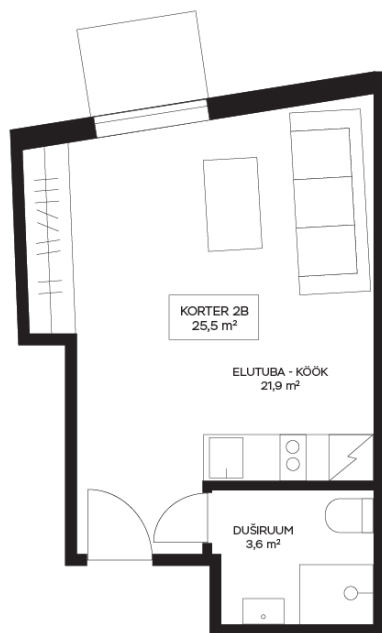 KORTER 2B
25,5 m²
ELUTUBA - KÖÖK
21,9 m²
DUŠIRUUM
3,6 m²